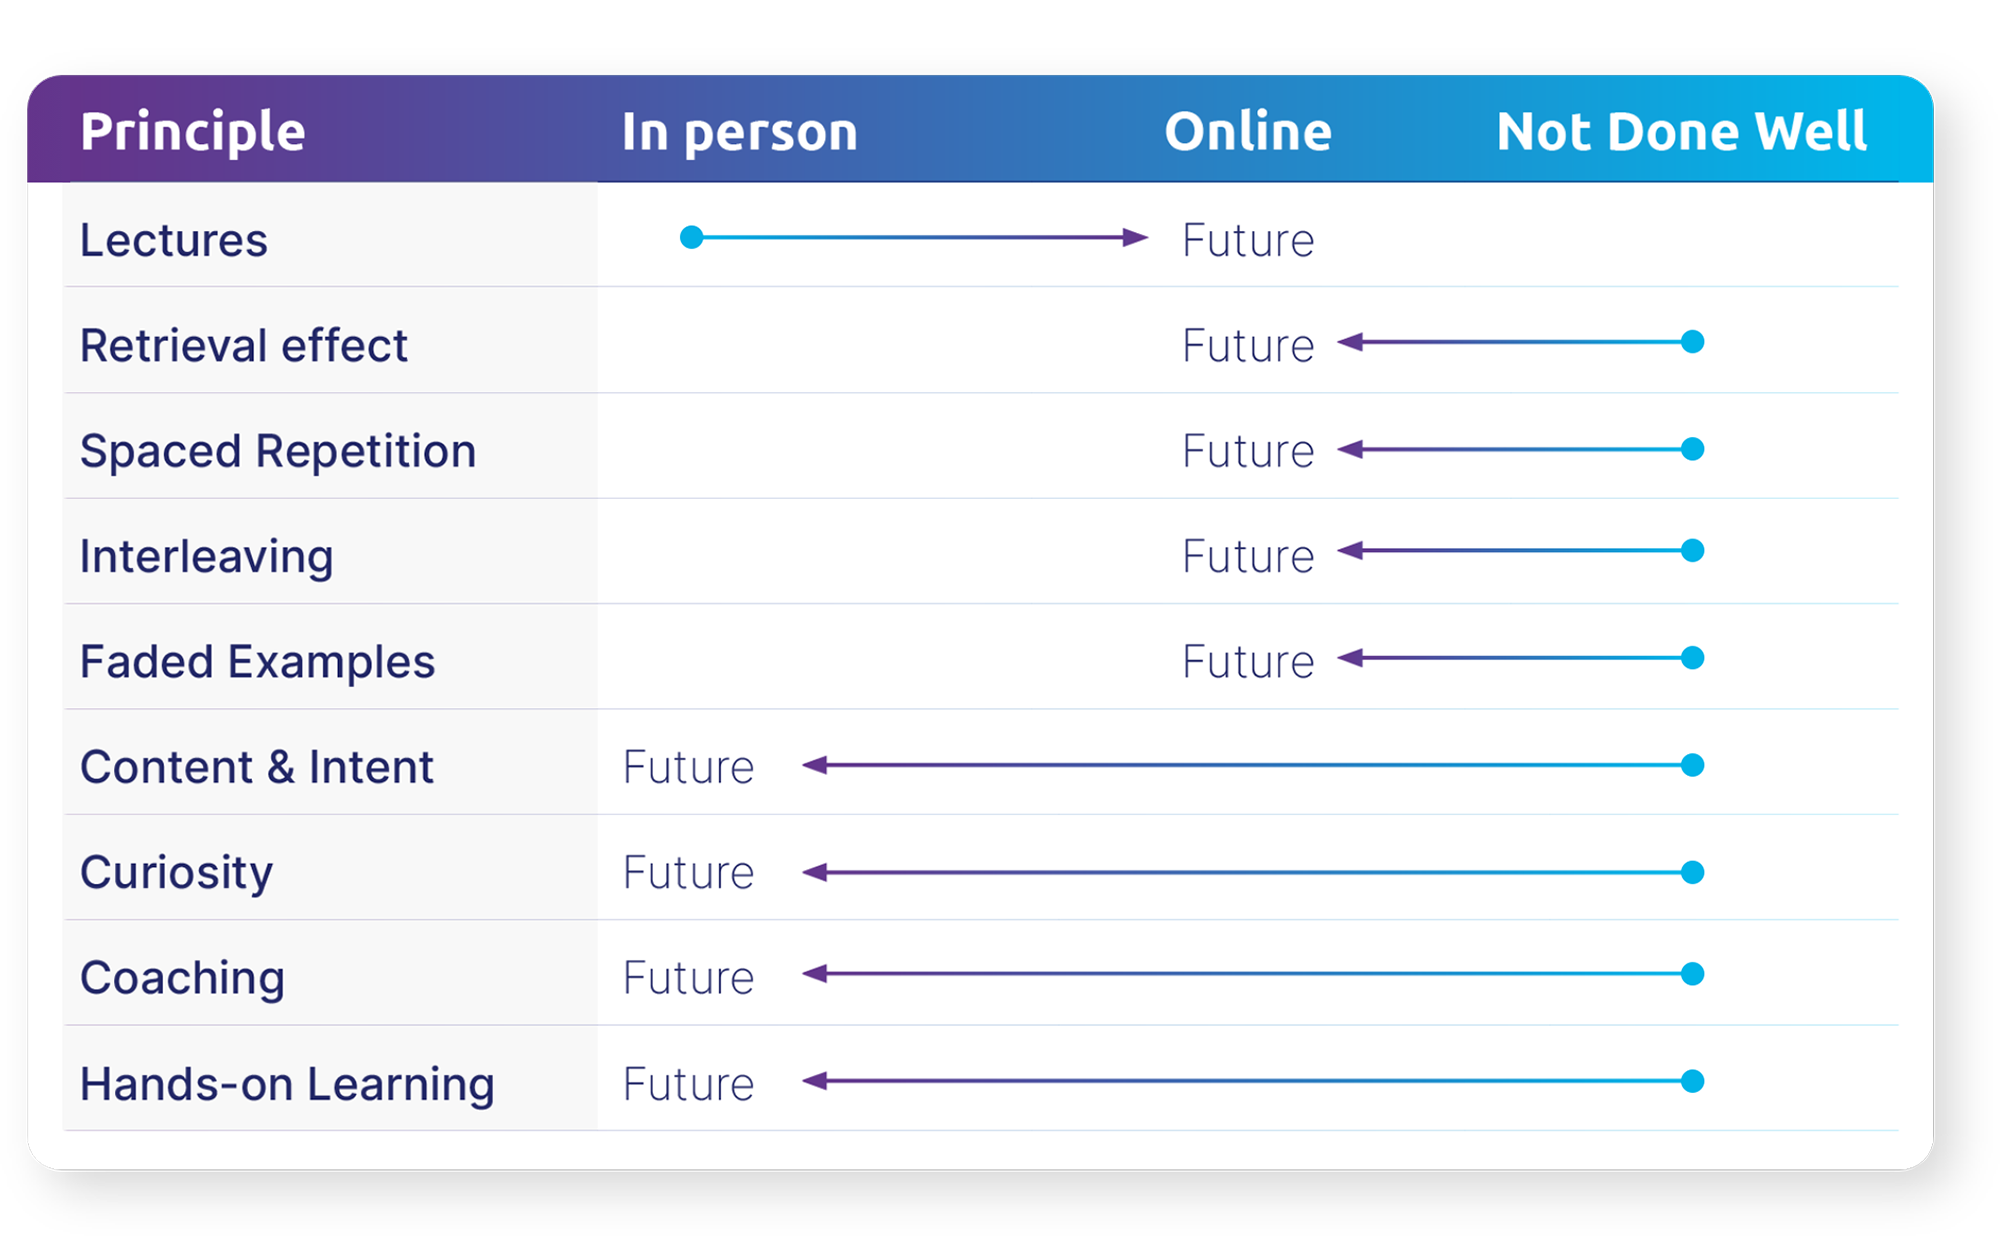 Principle In person Online Not Done Well
Lectures Future
Retrieval effect Future
Spaced Repetition Future
Interleaving Future
Faded Examples Future
Content & Intent Future
Curiosity Future
Coaching Future
Hands-on Learning Future